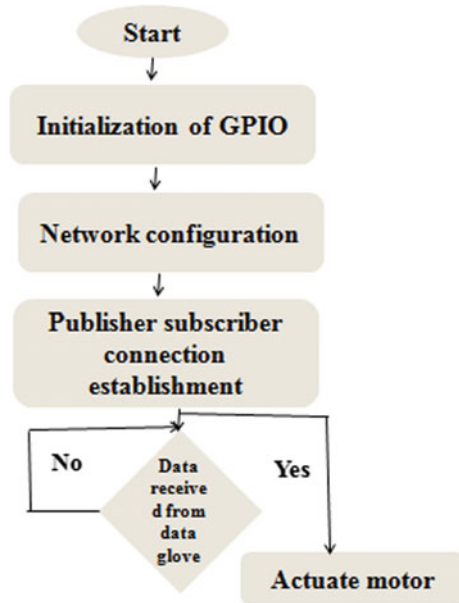 Start
Initialization of GPIO
Network configuration
Publisher subscriber
connection
establishment
No
Data
receive
d from
data
glove
Yes
Actuate motor